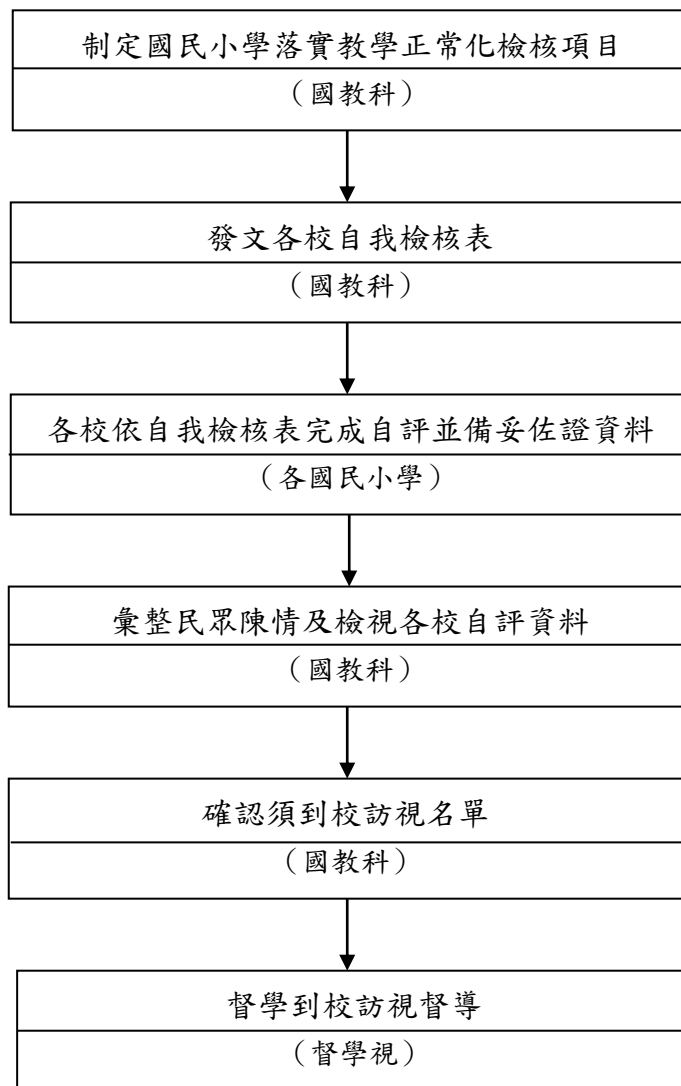 制定國民小學落實教學正常化檢核項目
（國教科）
發文各校自我檢核表
（國教科）
各校依自我檢核表完成自評並備妥佐證資料
（各國民小學）
彙整民眾陳情及檢視各校自評資料
（國教科）
確認須到校訪視名單
（國教科）
督學到校訪視督導
（督學視）